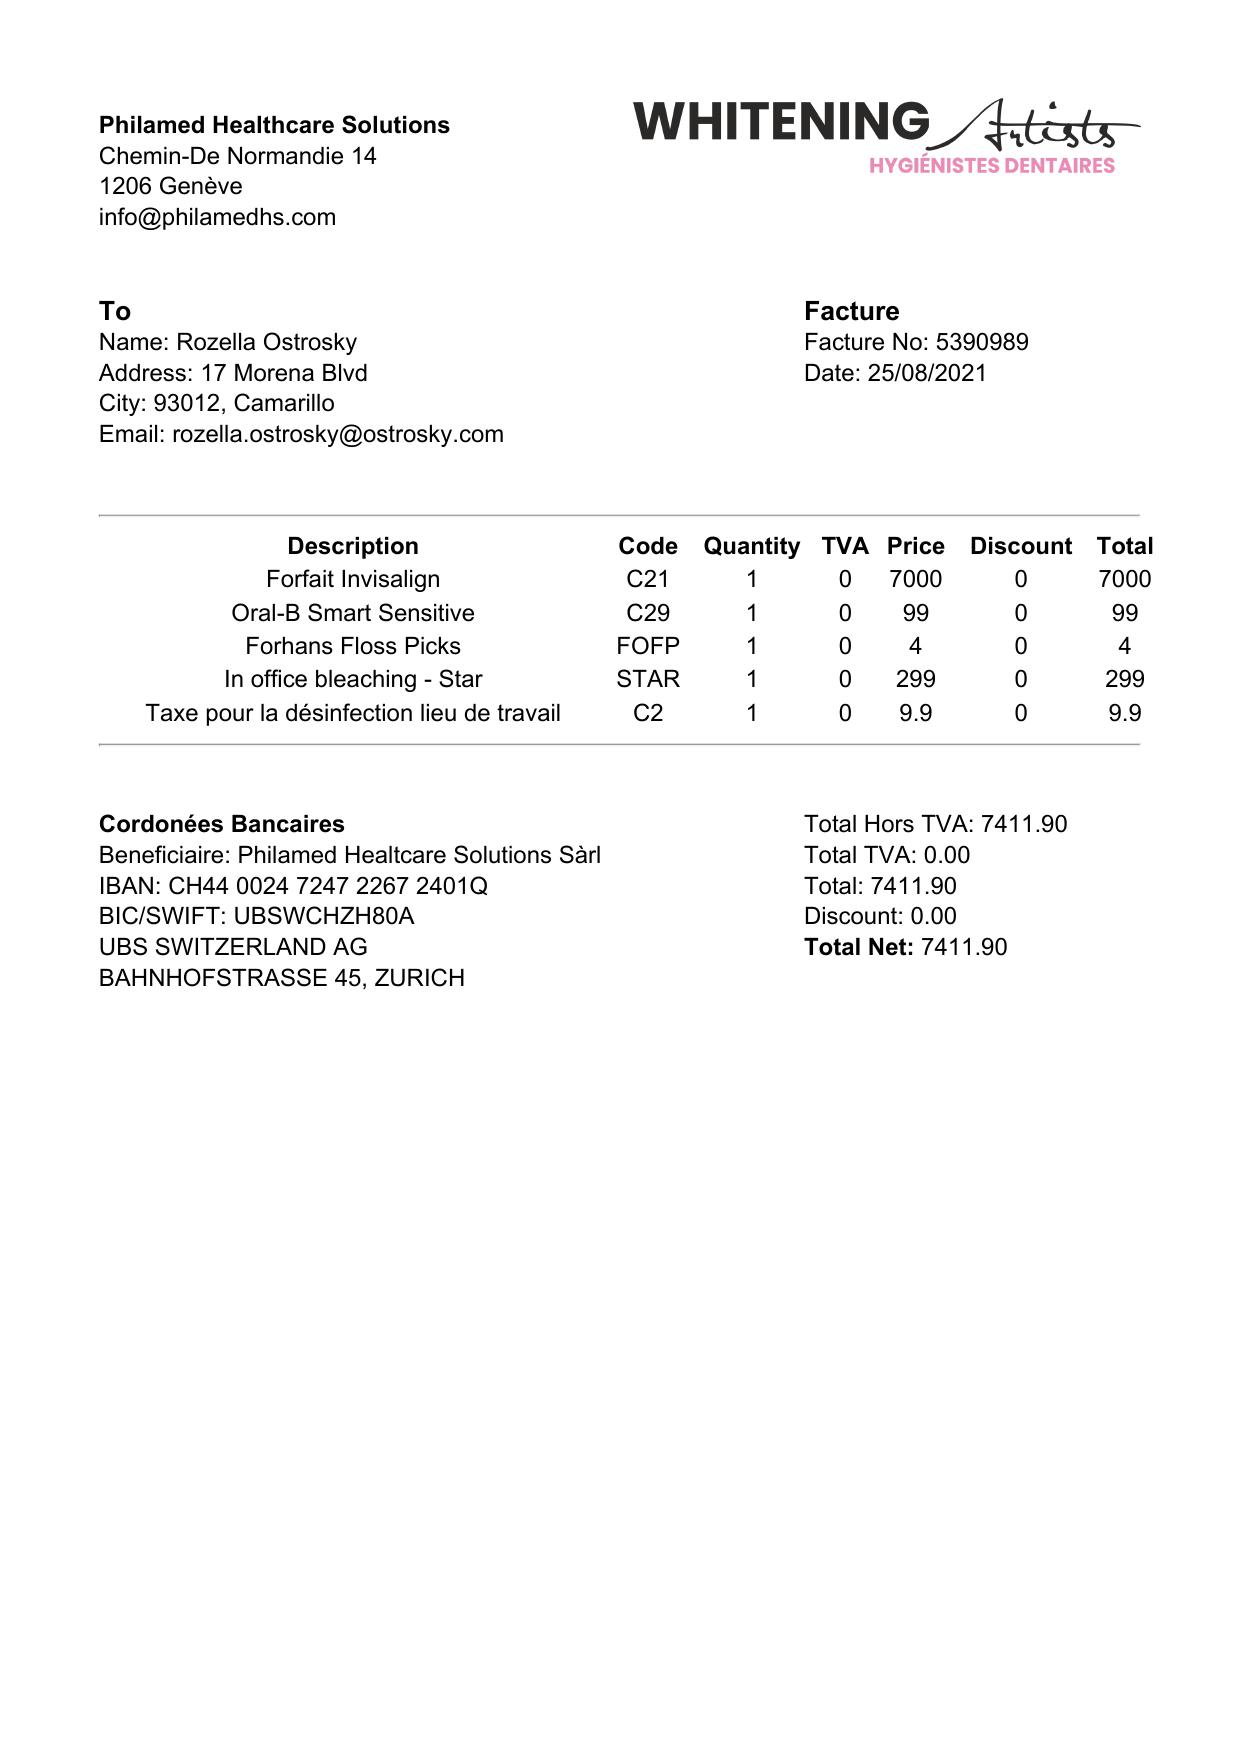 Philamed Healthcare Solutions
Chemin-De Normandie 14
1206 Genève
info@philamedhs.com
WHITENING Artists
HYGIÉNISTES DENTAIRES
To
Name: Rozella Ostrosky
Address: 17 Morena Blvd
City: 93012, Camarillo
Email: rozella.ostrosky@ostrosky.com
Facture
Facture No: 5390989
Date: 25/08/2021
Description Code Quantity TVA Price Discount Total
Forfait Invisalign C21 1 0 7000 0 7000
Oral-B Smart Sensitive C29 1 0 99 0 99
Forhans Floss Picks FOFP 1 0 4 0 4
In office bleaching - Star STAR 1 0 299 0 299
Taxe pour la désinfection lieu de travail C2 1 0 9.9 0 9.9
Cordonées Bancaires
Beneficiaire: Philamed Healtcare Solutions Sàrl
IBAN: CH44 0024 7247 2267 2401Q
BIC/SWIFT: UBSWCHZH80A
UBS SWITZERLAND AG
BAHNHOFSTRASSE 45, ZURICH
Total Hors TVA: 7411.90
Total TVA: 0.00
Total: 7411.90
Discount: 0.00
Total Net: 7411.90